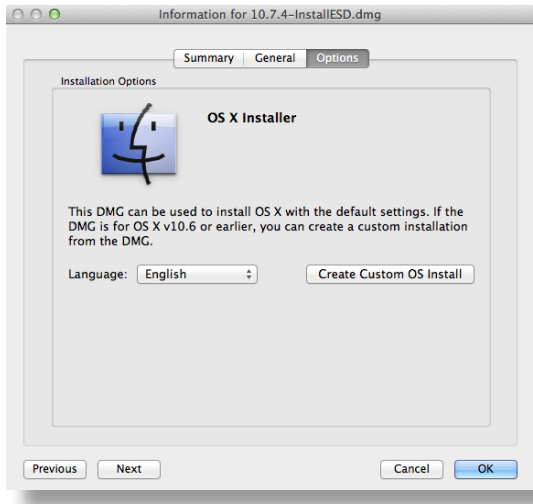 Information for 10.7.4-InstallESD.dmg
Summary General Options
Installation Options
OS X Installer
This DMG can be used to install OS X with the default settings. If the
DMG is for OS X v10.6 or earlier, you can create a custom installation
from the DMG.
Language: English Create Custom OS Install
Previous Next Cancel OK